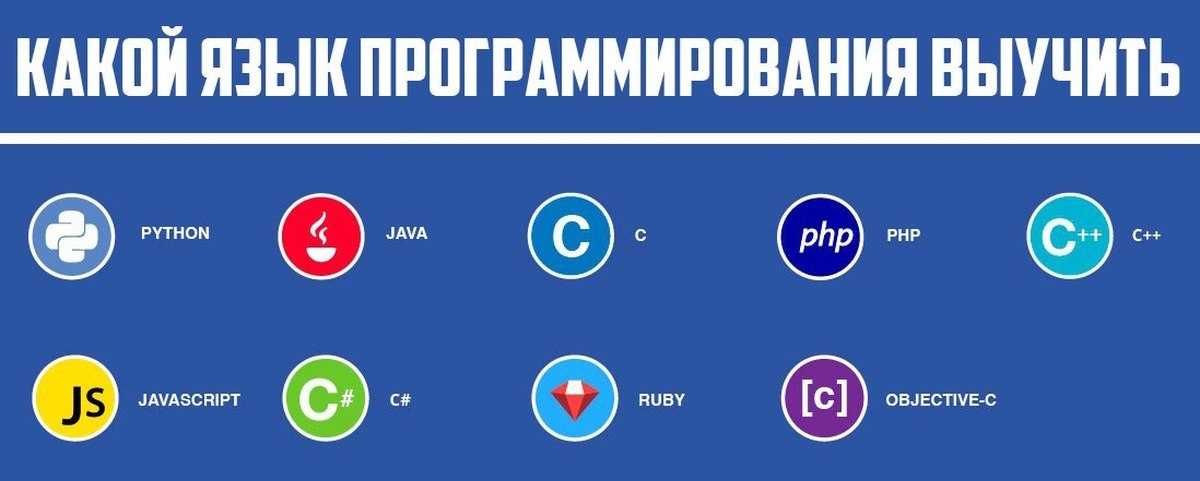 КАКОЙ ЯЗЫК ПРОГРАММИРОВАНИЯ ВЫУЧИТЬ
PYTHON
JAVA
C C
php PHP
C++ C++
JS JAVASCRIPT
C# C#
RUBY
[c] OBJECTIVE-C